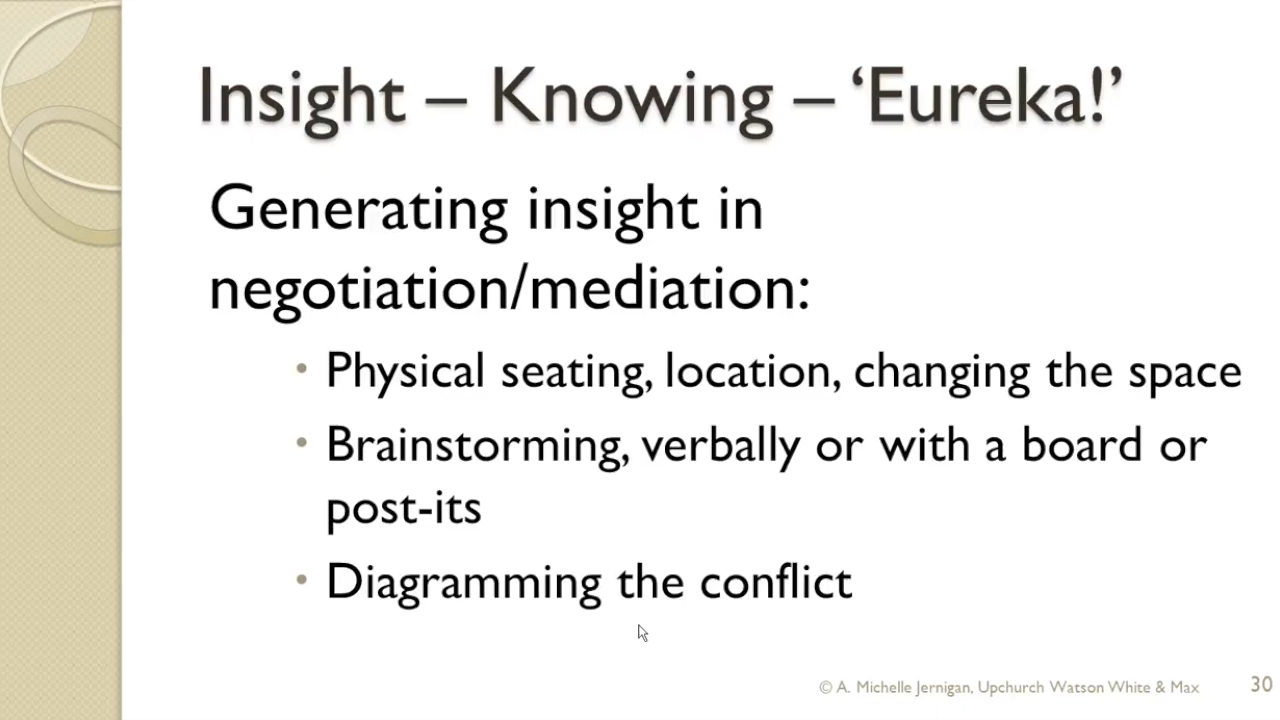 Insight – Knowing – ‘Eureka!’
Generating insight in
negotiation/mediation:
• Physical seating, location, changing the space
• Brainstorming, verbally or with a board or
post-its
• Diagramming the conflict
© A. Michelle Jernigan, Upchurch Watson White & Max 30